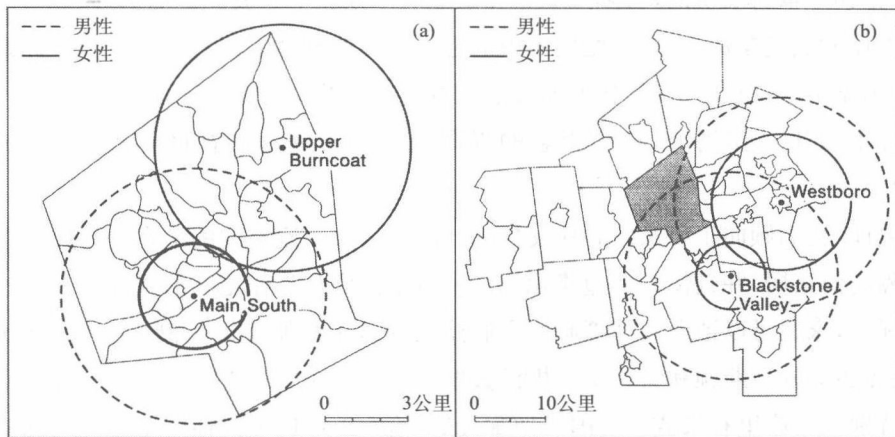 男性
女性
(a)
Upper
Burncoat
Main South
0 3公里
男性
女性
(b)
Westboro
Blackstone
Valley
0 10公里